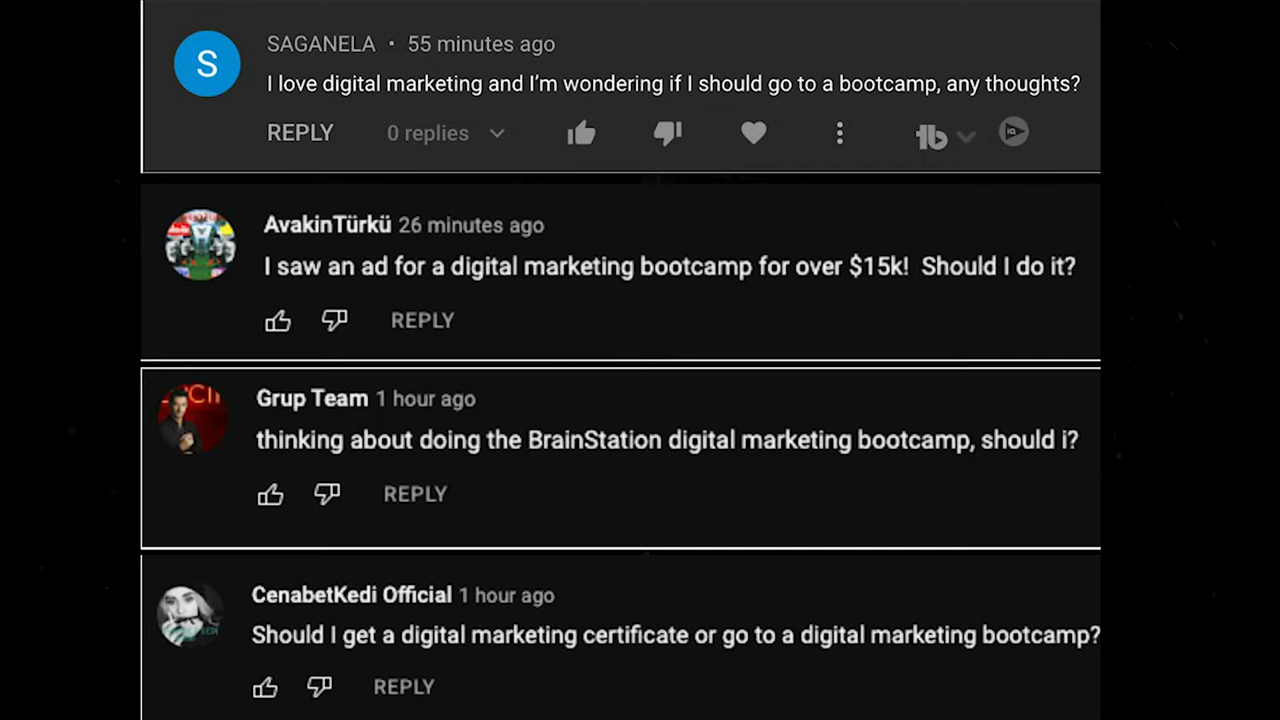 S
SAGANELA • 55 minutes ago
I love digital marketing and I'm wondering if I should go to a bootcamp, any thoughts?
REPLY 0 replies
IQ
AvakinTürkü 26 minutes ago
I saw an ad for a digital marketing bootcamp for over $15k! Should I do it?
REPLY
Grup Team 1 hour ago
thinking about doing the BrainStation digital marketing bootcamp, should i?
REPLY
CenabetKedi Official 1 hour ago
Should I get a digital marketing certificate or go to a digital marketing bootcamp?
REPLY